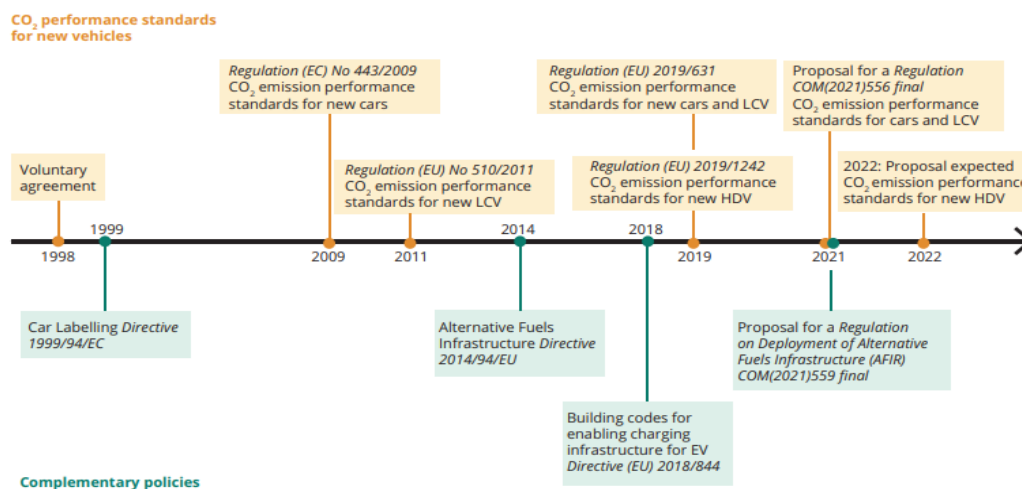 CO₂ performance standards
for new vehicles
Regulation (EC) No 443/2009
CO₂ emission performance
standards for new cars
Regulation (EU) 2019/631
CO₂ emission performance
standards for new cars and LCV
Proposal for a Regulation
COM(2021)556 final
CO₂ emission performance
standards for cars and LCV
Voluntary
agreement
Regulation (EU) No 510/2011
CO₂ emission performance
standards for new LCV
Regulation (EU) 2019/1242
CO₂ emission performance
standards for new HDV
2022: Proposal expected
CO₂ emission performance
standards for new HDV
1999
2014
2018
1998
2009
2011
2019
2021
2022
Car Labelling Directive
1999/94/EC
Alternative Fuels
Infrastructure Directive
2014/94/EU
Proposal for a Regulation
on Deployment of Alternative
Fuels Infrastructure (AFIR)
COM(2021)559 final
Building codes for
enabling charging
infrastructure for EV
Directive (EU) 2018/844
Complementary policies